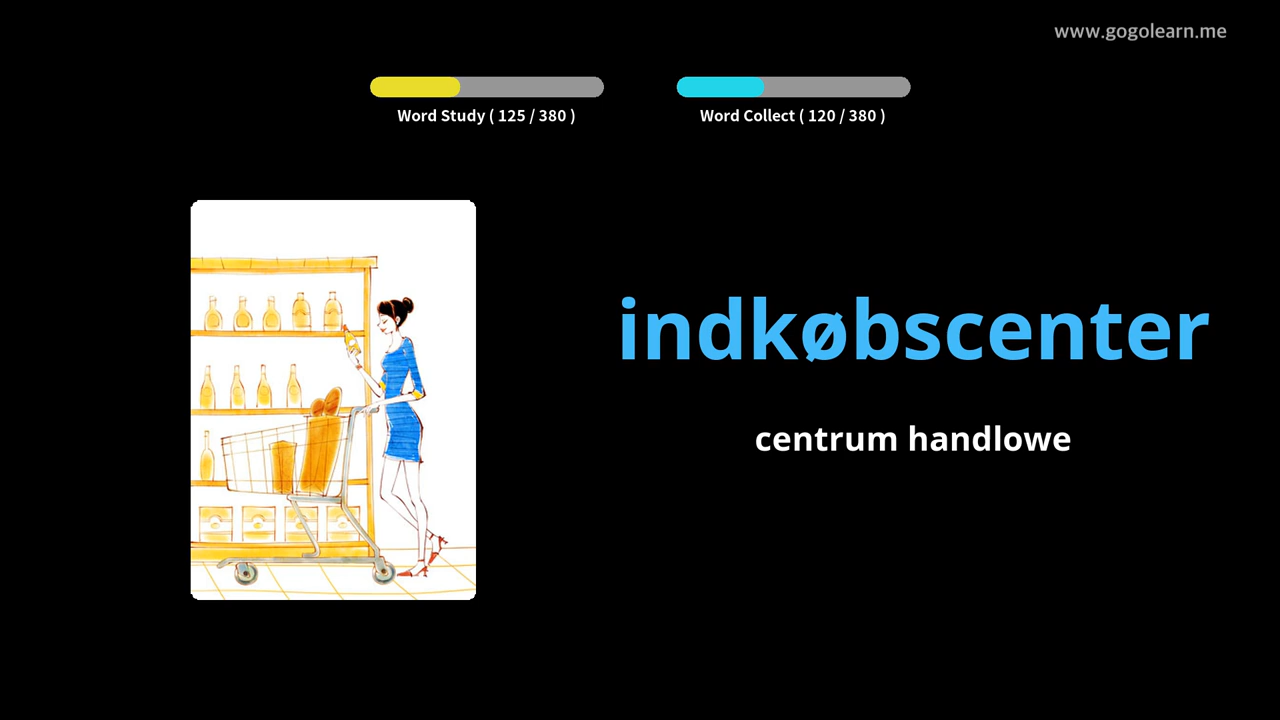 www.gogolearn.me
Word Study ( 125 / 380 )
Word Collect ( 120 / 380 )
indkøbscenter
centrum handlowe